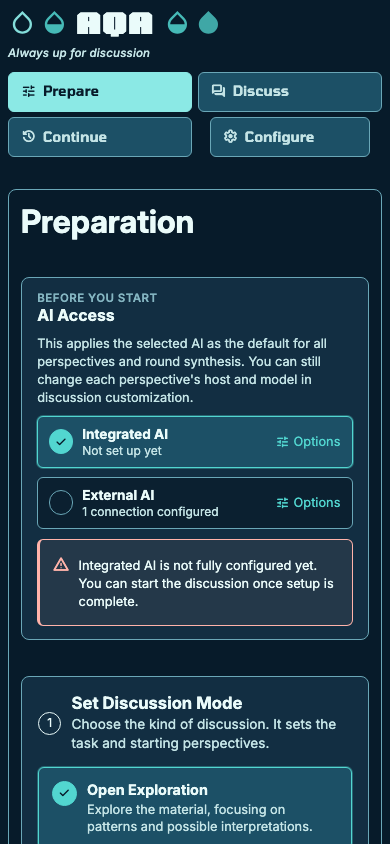 AQA
Always up for discussion
Prepare
Discuss
Continue
Configure
Preparation
BEFORE YOU START
AI Access
This applies the selected AI as the default for all
perspectives and round synthesis. You can still
change each perspective's host and model in
discussion customization.
Integrated AI
Not set up yet
Options
External AI
1 connection configured
Options
Integrated AI is not fully configured yet.
You can start the discussion once setup is
complete.
1
Set Discussion Mode
Choose the kind of discussion. It sets the
task and starting perspectives.
Open Exploration
Explore the material, focusing on
patterns and possible interpretations.